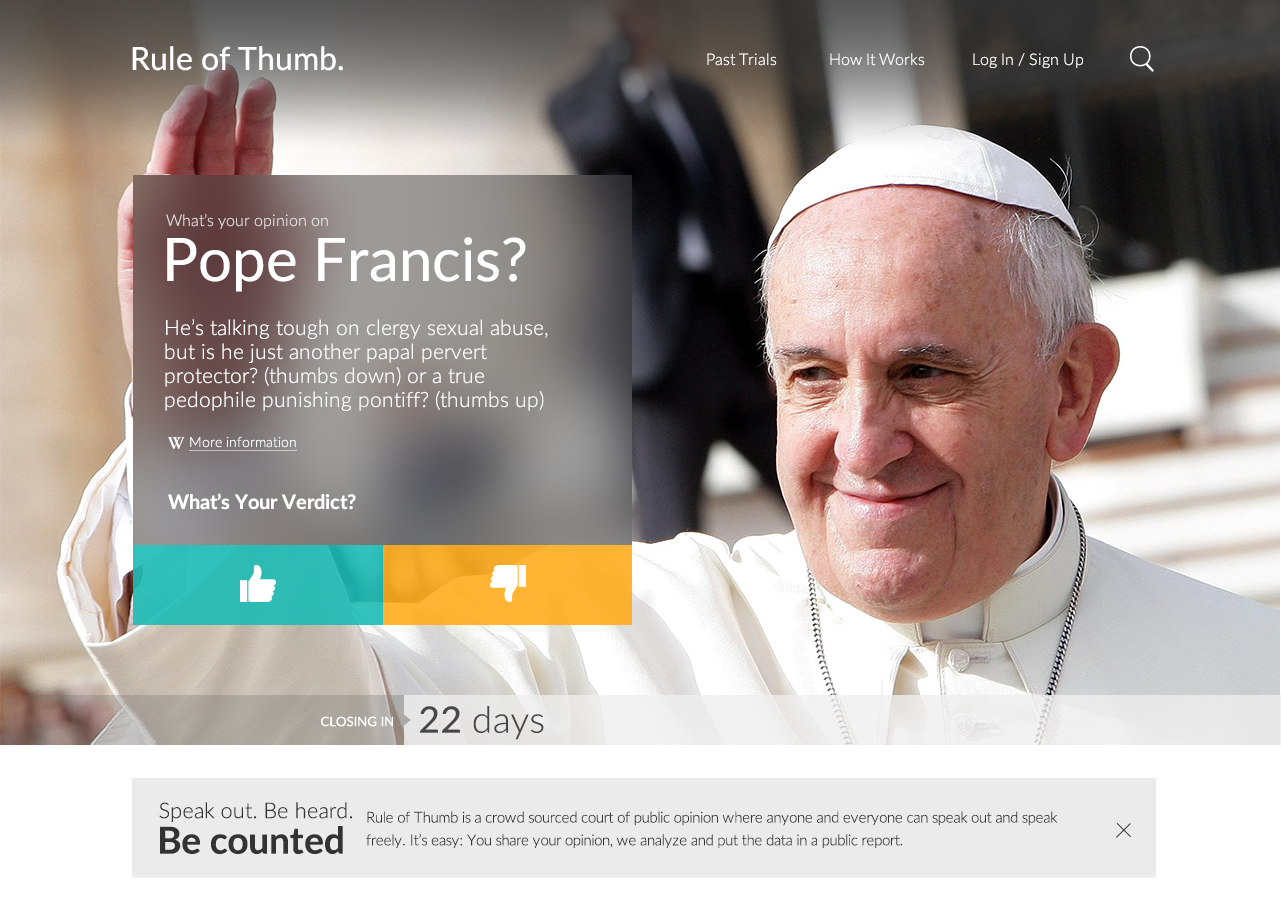 Rule of Thumb.
Past Trials
How It Works
Log In / Sign Up
What's your opinion on
Pope Francis?
He's talking tough on clergy sexual abuse,
but is he just another papal pervert
protector? (thumbs down) or a true
pedophile punishing pontiff? (thumbs up)
W More information
What's Your Verdict?
CLOSING IN
22 days
Speak out. Be heard.
Be counted
Rule of Thumb is a crowd sourced court of public opinion where anyone and everyone can speak out and speak
freely. It's easy: You share your opinion, we analyze and put the data in a public report.